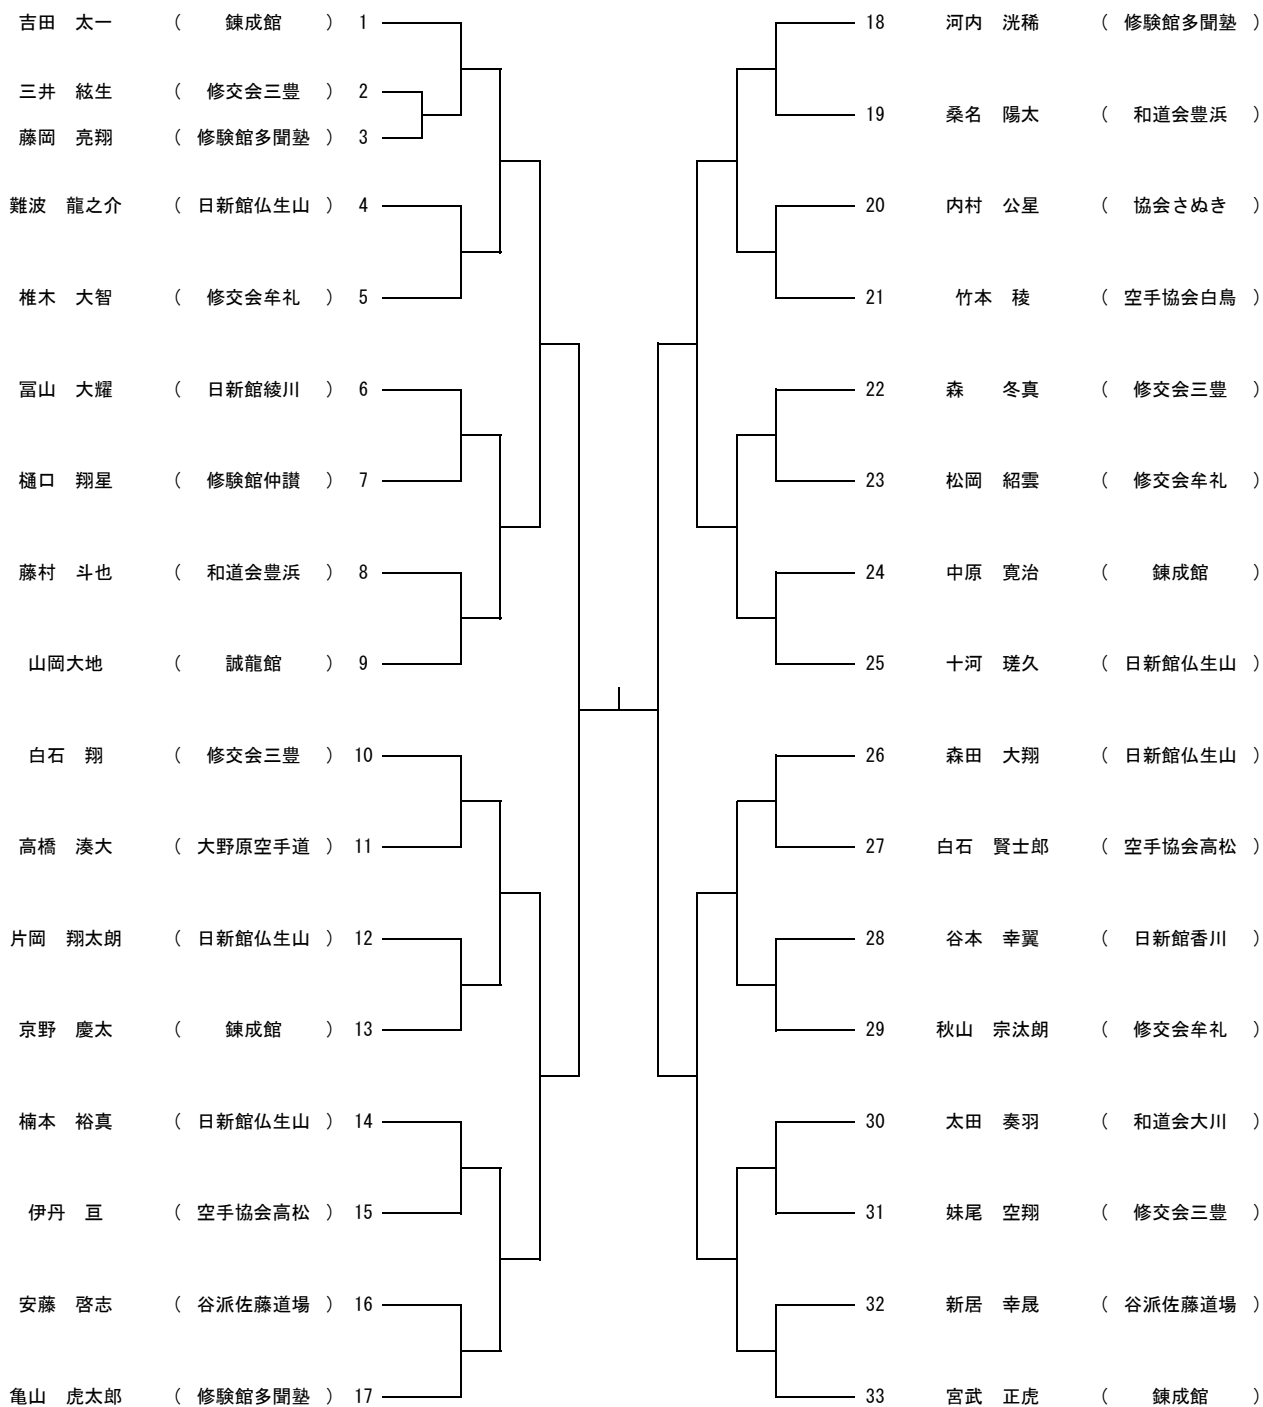 吉田　太一 （ 錬成館 ） 1
三井　絃生 （ 修交会三豊 ） 2
藤岡　亮翔 （ 修験館多聞塾 ） 3
難波　龍之介 （ 日新館仏生山 ） 4
椎木　大智 （ 修交会牟礼 ） 5
冨山　大耀 （ 日新館綾川 ） 6
樋口　翔星 （ 修験館仲讃 ） 7
藤村　斗也 （ 和道会豊浜 ） 8
山岡大地 （ 誠龍館 ） 9
白石　翔 （ 修交会三豊 ） 10
高橋　湊大 （ 大野原空手道 ） 11
片岡　翔太朗 （ 日新館仏生山 ） 12
京野　慶太 （ 錬成館 ） 13
楠本　裕真 （ 日新館仏生山 ） 14
伊丹　亘 （ 空手協会高松 ） 15
安藤　啓志 （ 谷派佐藤道場 ） 16
亀山　虎太郎 （ 修験館多聞塾 ） 17
18 河内　洸稀 （ 修験館多聞塾 ）
19 桑名　陽太 （ 和道会豊浜 ）
20 内村　公星 （ 協会さぬき ）
21 竹本　稜 （ 空手協会白鳥 ）
22 森　　冬真 （ 修交会三豊 ）
23 松岡　紹雲 （ 修交会牟礼 ）
24 中原　寛治 （ 錬成館 ）
25 十河　瑳久 （ 日新館仏生山 ）
26 森田　大翔 （ 日新館仏生山 ）
27 白石　賢士郎 （ 空手協会高松 ）
28 谷本　幸翼 （ 日新館香川 ）
29 秋山　宗汰朗 （ 修交会牟礼 ）
30 太田　奏羽 （ 和道会大川 ）
31 妹尾　空翔 （ 修交会三豊 ）
32 新居　幸晟 （ 谷派佐藤道場 ）
33 宮武　正虎 （ 錬成館 ）